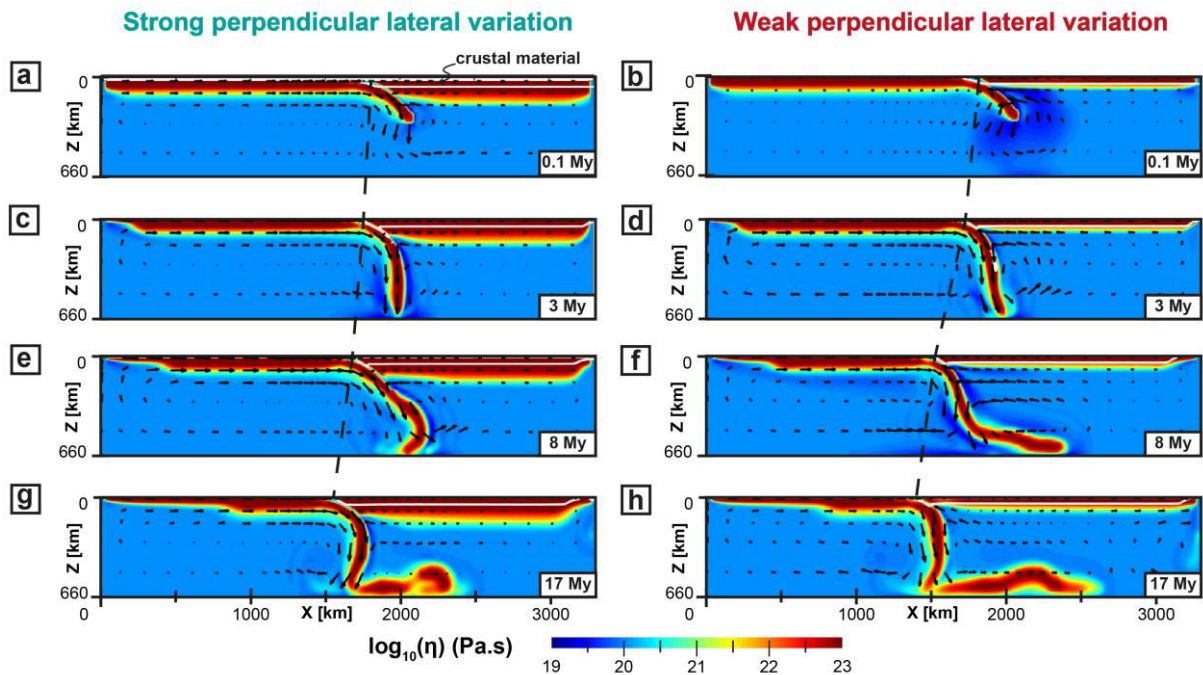 Strong perpendicular lateral variation
Weak perpendicular lateral variation
crustal material
a
0
Z [km]
660
0.1 My
b
0
Z [km]
660
0.1 My
c
0
Z [km]
660
3 My
d
0
Z [km]
660
3 My
e
0
Z [km]
660
8 My
f
0
Z [km]
660
8 My
g
0
Z [km]
660
17 My
0 1000 2000 3000
X [km]
h
0
Z [km]
660
17 My
0 1000 2000 3000
X [km]
log₁₀(η) (Pa.s)
19 20 21 22 23